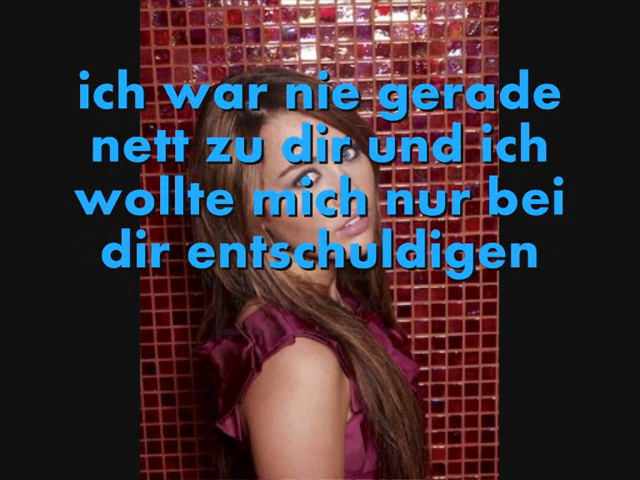 ich war nie gerade
nett zu dir und ich
wollte mich nur bei
dir entschuldigen